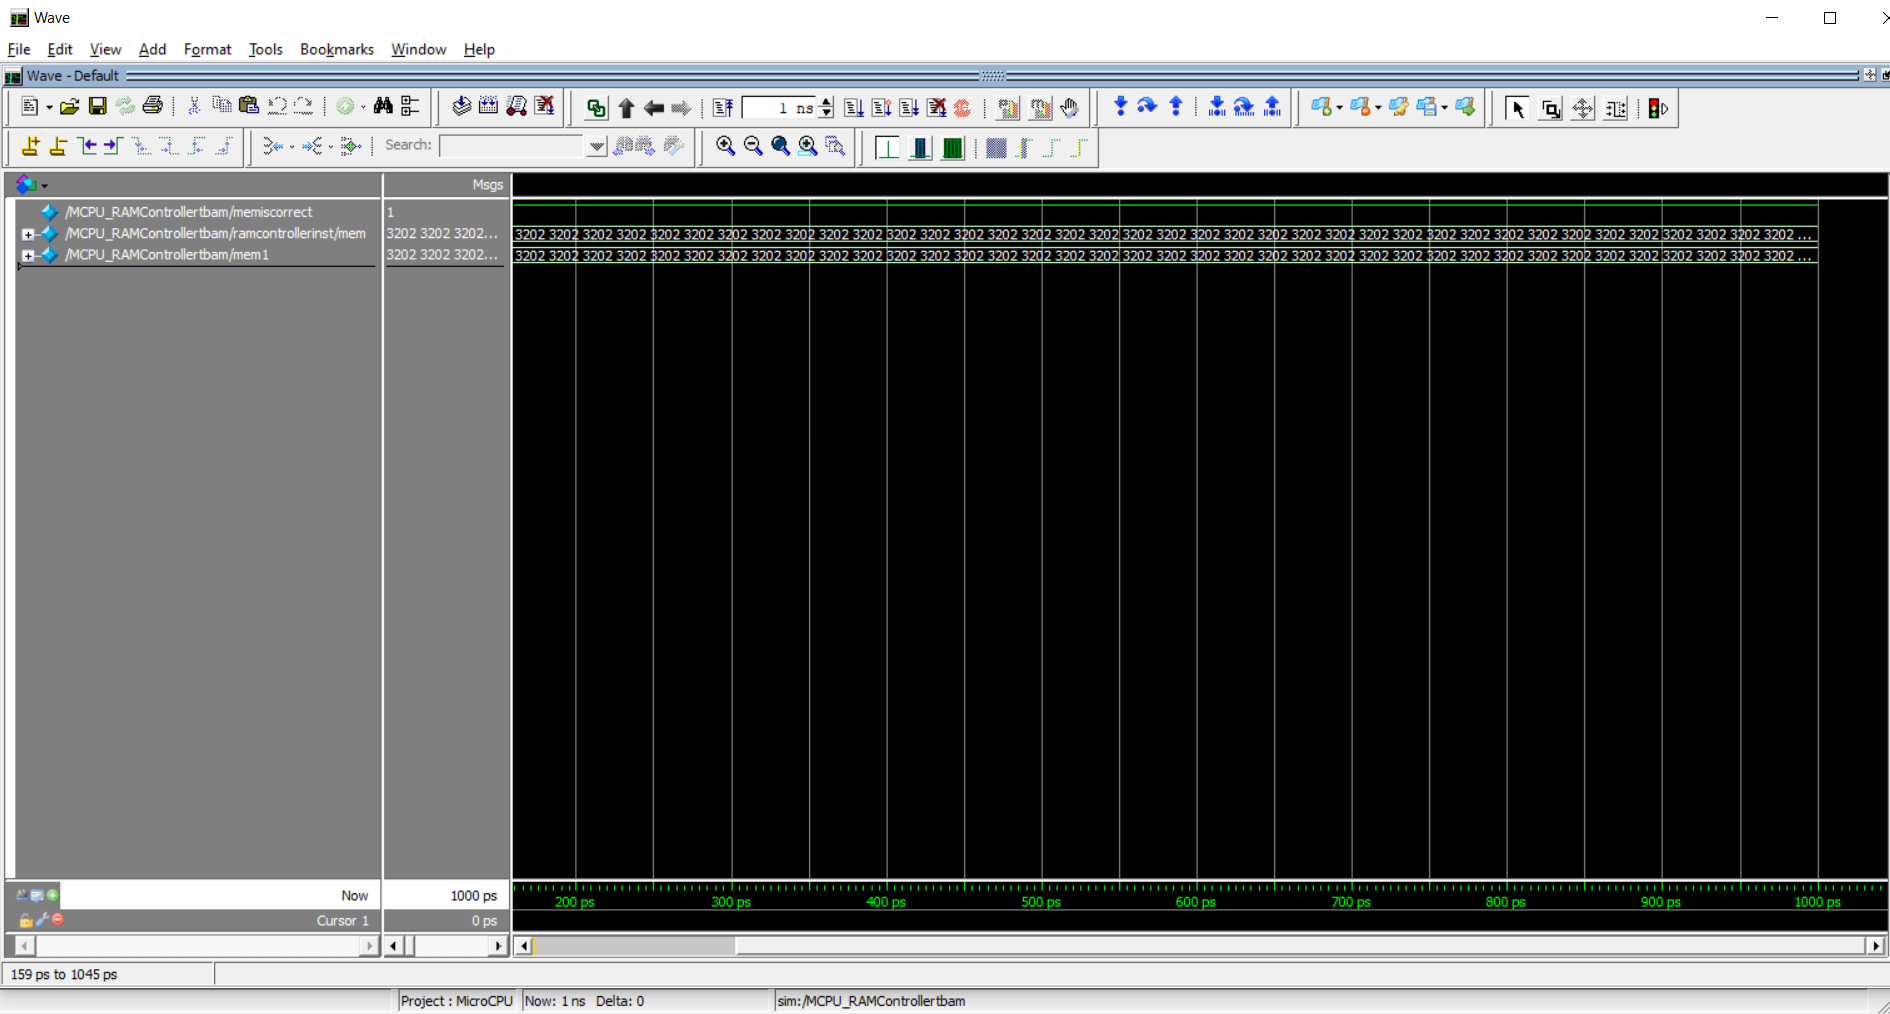 Wave
File Edit View Add Format Tools Bookmarks Window Help
Wave - Default
1 ns
Search:
Msgs
/MCPU_RAMControllertbam/memiscorrect 1
/MCPU_RAMControllertbam/ramcontrollerinst/mem 3202 3202 3202... 3202 3202 3202 3202 3202 3202 3202 3202 3202 3202 3202 3202 3202 3202 3202 3202 3202 3202 3202 3202 3202 3202 3202 3202 3202 3202 3202 3202 3202 3202 3202 3202 3202 3202 3202 3202 3202 3202 ...
/MCPU_RAMControllertbam/mem1 3202 3202 3202... 3202 3202 3202 3202 3202 3202 3202 3202 3202 3202 3202 3202 3202 3202 3202 3202 3202 3202 3202 3202 3202 3202 3202 3202 3202 3202 3202 3202 3202 3202 3202 3202 3202 3202 3202 3202 3202 3202 ...
Now 1000 ps
200 ps 300 ps 400 ps 500 ps 600 ps 700 ps 800 ps 900 ps 1000 ps
Cursor 1 0 ps
159 ps to 1045 ps
Project : MicroCPU Now: 1 ns Delta: 0 sim:/MCPU_RAMControllertbam